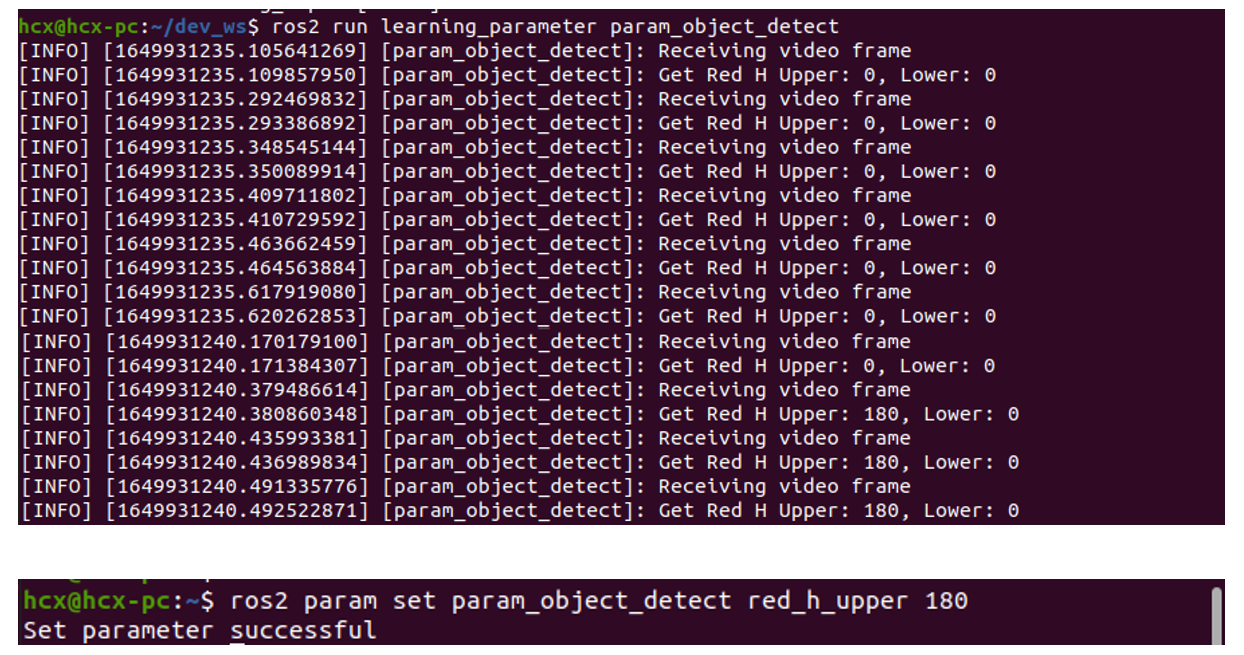 hcx@hcx-pc:~/dev_ws$ ros2 run learning_parameter param_object_detect
[INFO] [1649931235.105641269] [param_object_detect]: Receiving video frame
[INFO] [1649931235.109857950] [param_object_detect]: Get Red H Upper: 0, Lower: 0
[INFO] [1649931235.292469832] [param_object_detect]: Receiving video frame
[INFO] [1649931235.293386892] [param_object_detect]: Get Red H Upper: 0, Lower: 0
[INFO] [1649931235.348545144] [param_object_detect]: Receiving video frame
[INFO] [1649931235.350089914] [param_object_detect]: Get Red H Upper: 0, Lower: 0
[INFO] [1649931235.409711802] [param_object_detect]: Receiving video frame
[INFO] [1649931235.410729592] [param_object_detect]: Get Red H Upper: 0, Lower: 0
[INFO] [1649931235.463662459] [param_object_detect]: Receiving video frame
[INFO] [1649931235.464563884] [param_object_detect]: Get Red H Upper: 0, Lower: 0
[INFO] [1649931235.617919080] [param_object_detect]: Receiving video frame
[INFO] [1649931235.620262853] [param_object_detect]: Get Red H Upper: 0, Lower: 0
[INFO] [1649931240.170179100] [param_object_detect]: Receiving video frame
[INFO] [1649931240.171384307] [param_object_detect]: Get Red H Upper: 0, Lower: 0
[INFO] [1649931240.379486614] [param_object_detect]: Receiving video frame
[INFO] [1649931240.380860348] [param_object_detect]: Get Red H Upper: 180, Lower: 0
[INFO] [1649931240.435993381] [param_object_detect]: Receiving video frame
[INFO] [1649931240.436989834] [param_object_detect]: Get Red H Upper: 180, Lower: 0
[INFO] [1649931240.491335776] [param_object_detect]: Receiving video frame
[INFO] [1649931240.492522871] [param_object_detect]: Get Red H Upper: 180, Lower: 0
hcx@hcx-pc:~$ ros2 param set param_object_detect red_h_upper 180
Set parameter successful